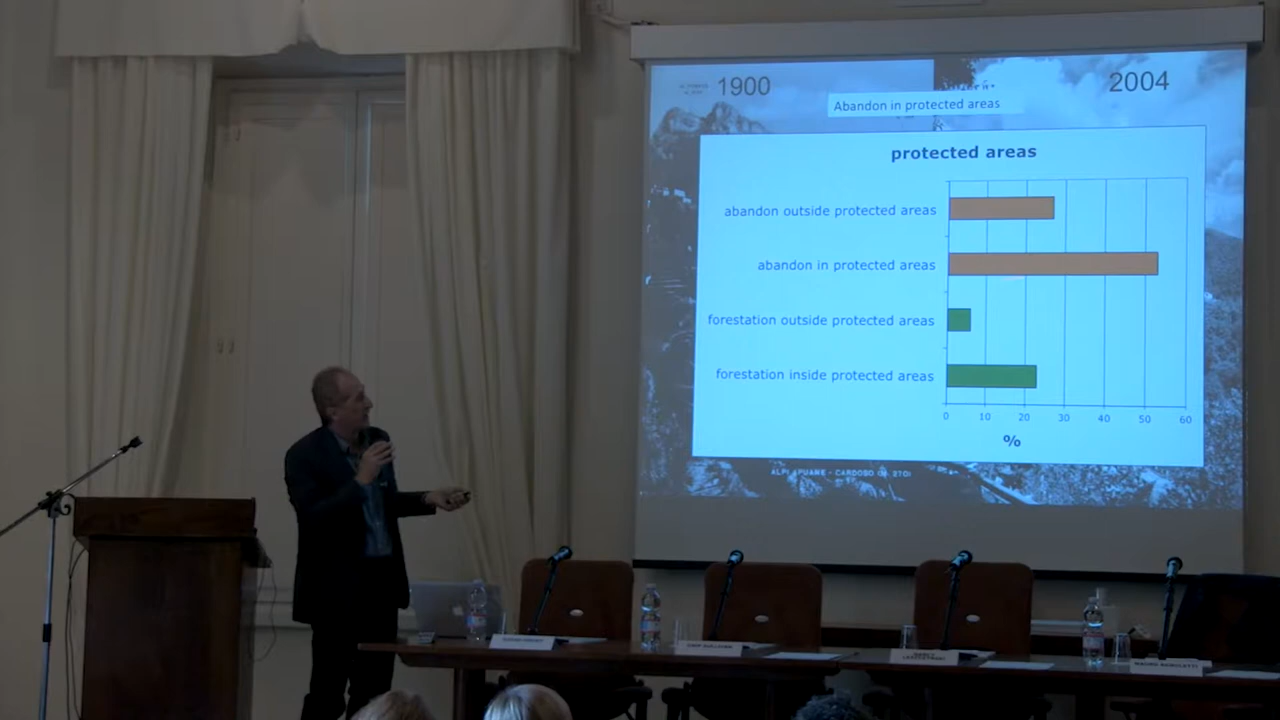 1900
2004
Abandon in protected areas
protected areas
abandon outside protected areas
abandon in protected areas
forestation outside protected areas
forestation inside protected areas
0 10 20 30 40 50 60
%
ALPI APUANE - CARDOSO